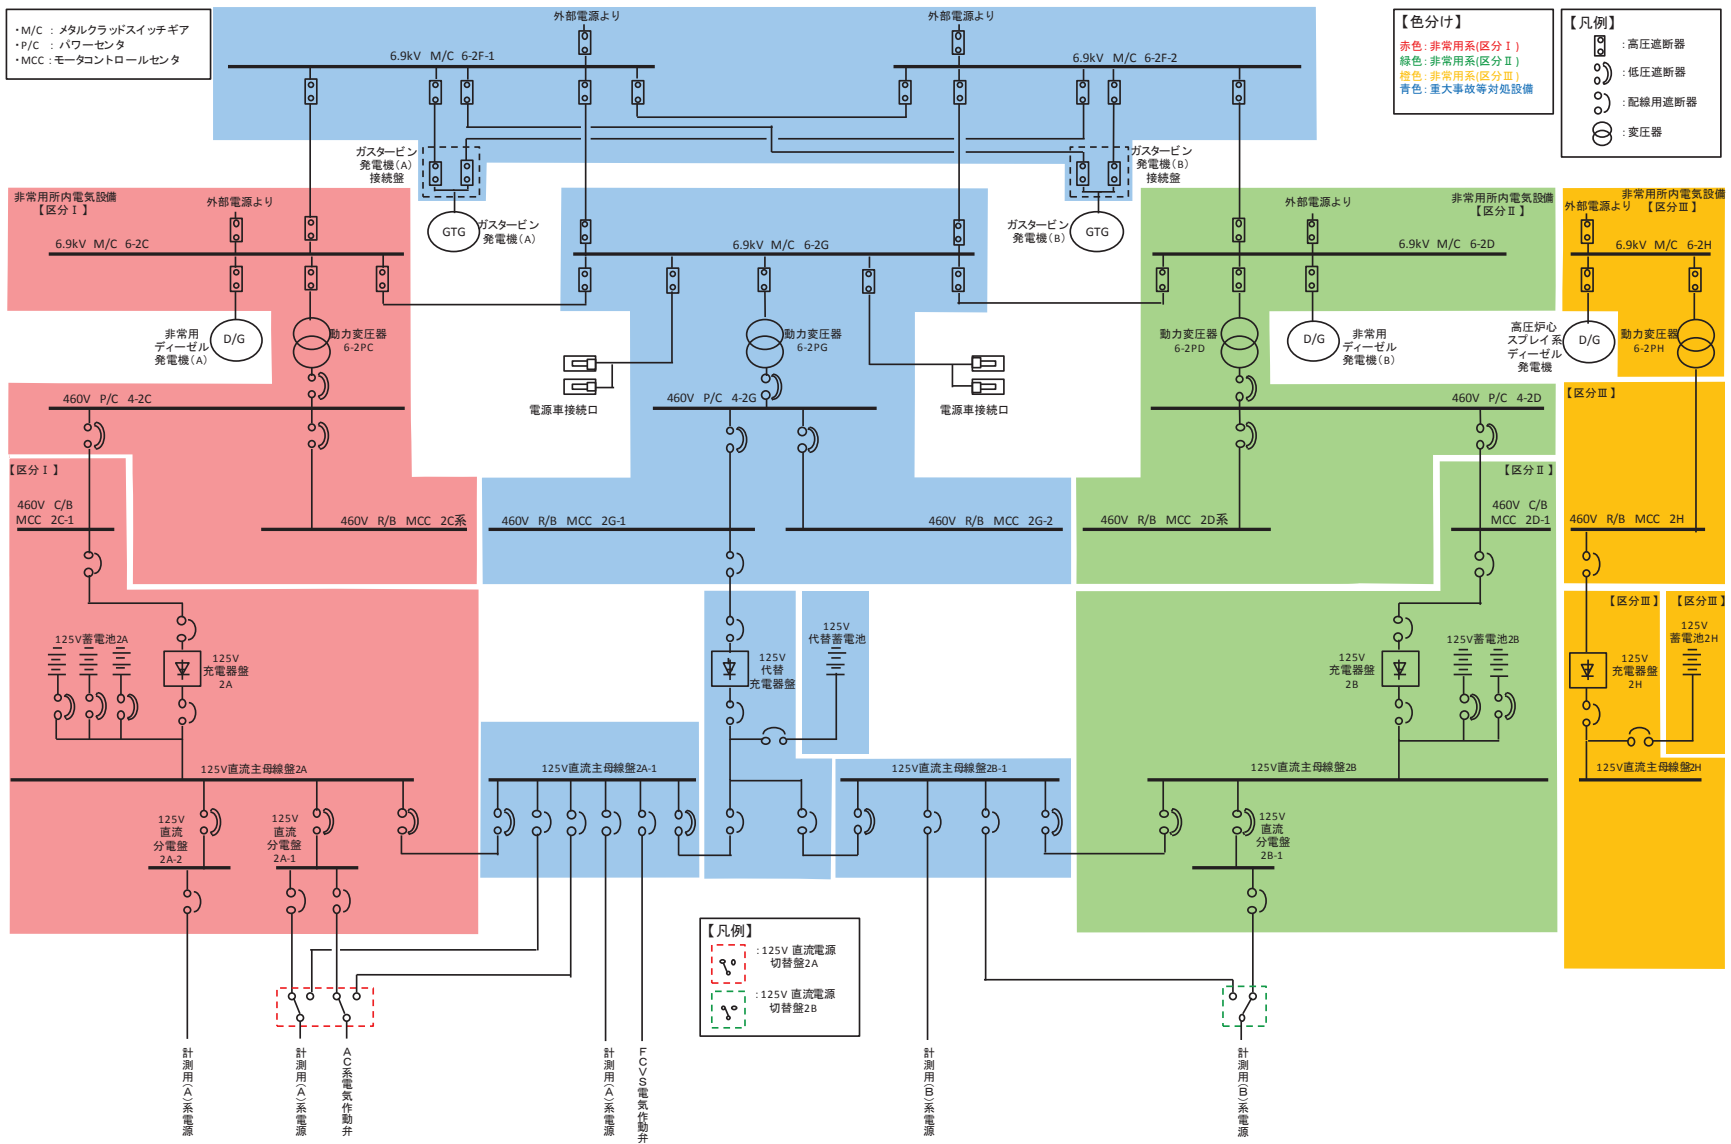 ・M/C : メタルクラッドスイッチギア
・P/C : パワーセンタ
・MCC : モータコントロールセンタ
外部電源より
外部電源より
6.9kV M/C 6-2F-1
6.9kV M/C 6-2F-2
【色分け】
赤色: 非常用系(区分Ⅰ)
緑色: 非常用系(区分Ⅱ)
橙色: 非常用系(区分Ⅲ)
青色: 重大事故等対処設備
【凡例】
: 高圧遮断器
: 低圧遮断器
: 配線用遮断器
: 変圧器
ガスタービン
発電機(A)
接続盤
ガスタービン
発電機(B)
接続盤
GTG
ガスタービン
発電機(A)
ガスタービン
発電機(B)
GTG
非常用所内電気設備
【区分Ⅰ】
外部電源より
6.9kV M/C 6-2C
6.9kV M/C 6-2G
外部電源より
非常用所内電気設備
【区分Ⅱ】
6.9kV M/C 6-2D
非常用所内電気設備
外部電源より
【区分Ⅲ】
6.9kV M/C 6-2H
非常用
ディーゼル
発電機(A)
D/G
動力変圧器
6-2PC
動力変圧器
6-2PG
動力変圧器
6-2PD
D/G
非常用
ディーゼル
発電機(B)
高圧炉心
スプレイ系
ディーゼル
発電機
D/G
動力変圧器
6-2PH
電源車接続口
電源車接続口
460V P/C 4-2C
460V P/C 4-2G
460V P/C 4-2D
【区分Ⅲ】
【区分Ⅰ】
【区分Ⅱ】
460V C/B
MCC 2C-1
460V R/B MCC 2C系
460V R/B MCC 2G-1
460V R/B MCC 2G-2
460V R/B MCC 2D系
460V C/B
MCC 2D-1
460V R/B MCC 2H
【区分Ⅲ】
【区分Ⅲ】
125V蓄電池2A
125V
充電器盤
2A
125V
代替
充電器盤
125V
代替蓄電池
125V
充電器盤
2B
125V蓄電池2B
125V
充電器盤
2H
125V
蓄電池2H
125V直流主母線盤2A
125V直流主母線盤2A-1
125V直流主母線盤2B-1
125V直流主母線盤2B
125V直流主母線盤2H
125V
直流
分電盤
2A-2
125V
直流
分電盤
2A-1
125V
直流
分電盤
2B-1
【凡例】
: 125V 直流電源
切替盤2A
: 125V 直流電源
切替盤2B
計測用(A)系電源
計測用(A)系電源
AC系電気作動弁
計測用(A)系電源
FCVS電気作動弁
計測用(B)系電源
計測用(B)系電源